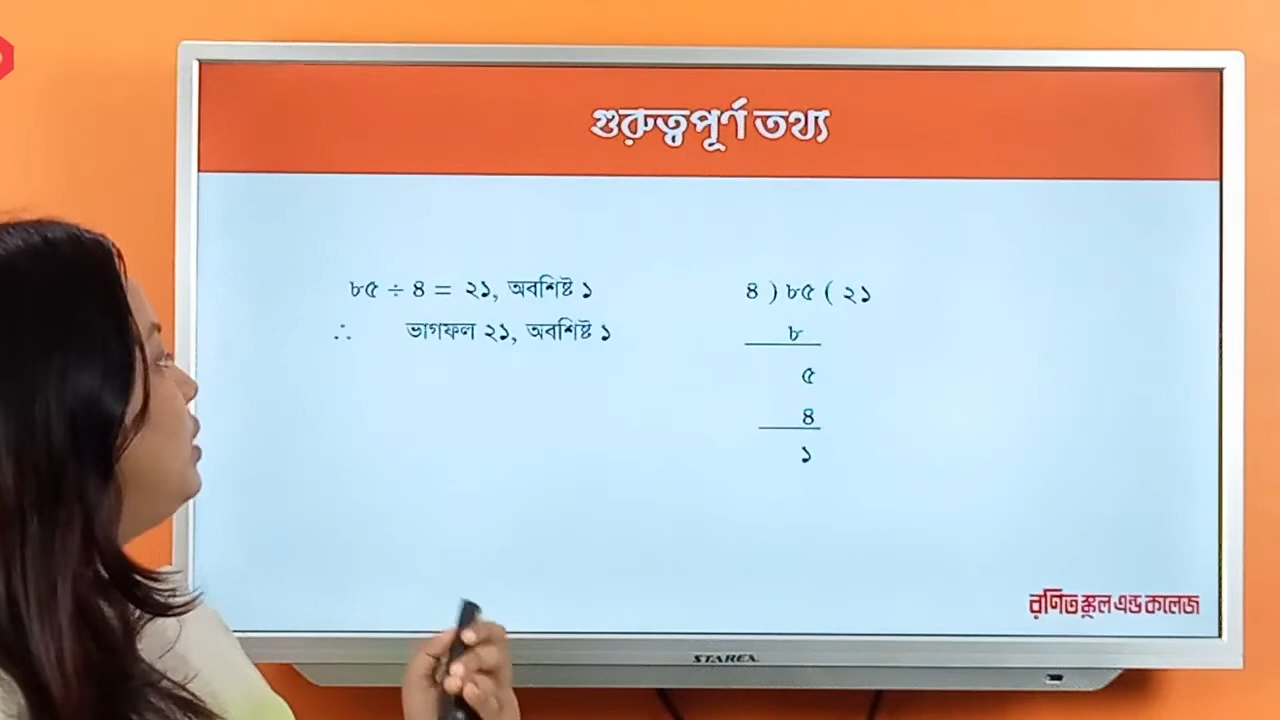 গুরুত্বপূর্ণ তথ্য
৮৫ ÷ ৪ = ২১, অবশিষ্ট ১
∴ ভাগফল ২১, অবশিষ্ট ১
৪ ) ৮৫ ( ২১
৮
৫
৪
১
রণিত স্কুল এন্ড কলেজ
STAREX